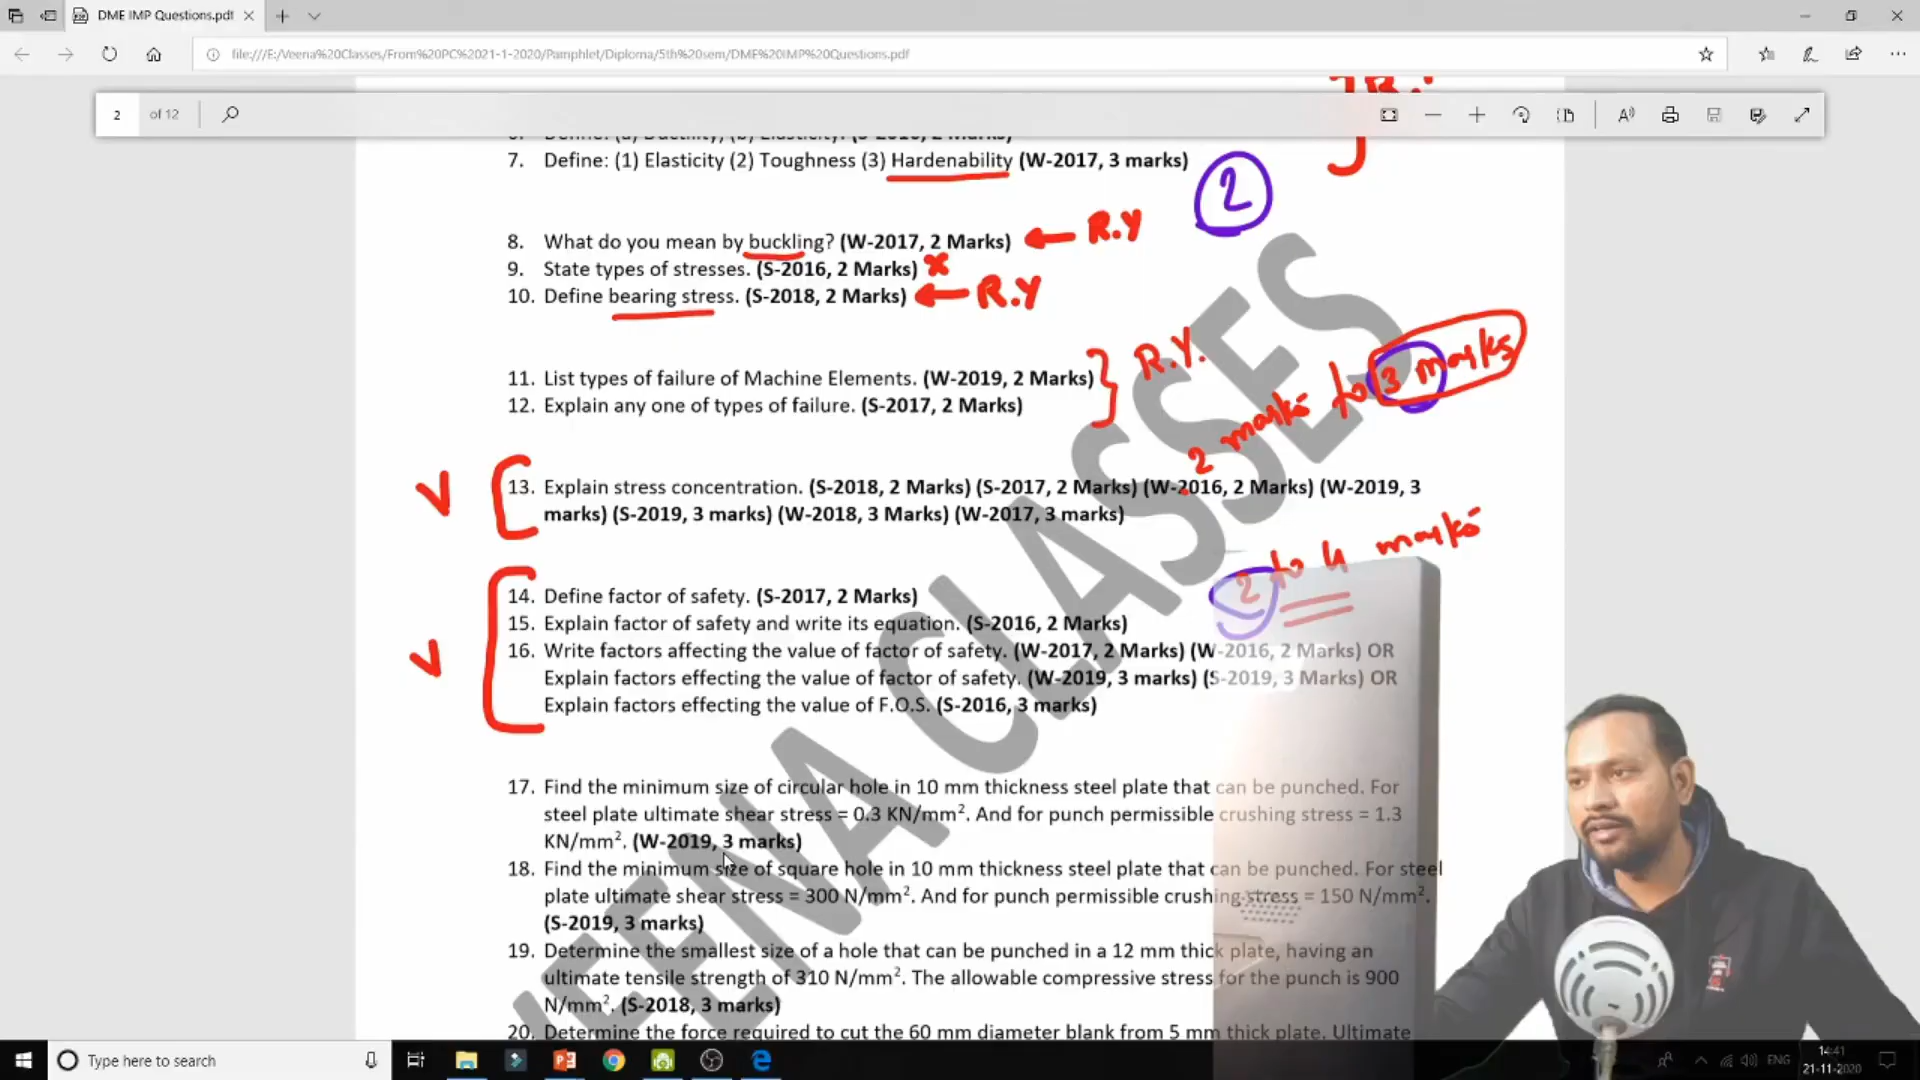 DME IMP Questions.pdf
file:///E:/Veena%20Classes/From%20PC%2021-1-2020/Pamphlet/Diploma/5th%20sem/DME%20IMP%20Questions.pdf
2 of 12
7. Define: (1) Elasticity (2) Toughness (3) Hardenability (W-2017, 3 marks)
2
8. What do you mean by buckling? (W-2017, 2 Marks) R.Y
9. State types of stresses. (S-2016, 2 Marks) x
10. Define bearing stress. (S-2018, 2 Marks) R.Y
11. List types of failure of Machine Elements. (W-2019, 2 Marks) R.Y.
12. Explain any one of types of failure. (S-2017, 2 Marks)
2 marks to 3 marks
V
13. Explain stress concentration. (S-2018, 2 Marks) (S-2017, 2 Marks) (W-2016, 2 Marks) (W-2019, 3
marks) (S-2019, 3 marks) (W-2018, 3 Marks) (W-2017, 3 marks)
2 to 4 marks
V
14. Define factor of safety. (S-2017, 2 Marks)
15. Explain factor of safety and write its equation. (S-2016, 2 Marks)
16. Write factors affecting the value of factor of safety. (W-2017, 2 Marks) (W-2016, 2 Marks) OR
Explain factors effecting the value of factor of safety. (W-2019, 3 marks) (S-2019, 3 Marks) OR
Explain factors effecting the value of F.O.S. (S-2016, 3 marks)
17. Find the minimum size of circular hole in 10 mm thickness steel plate that can be punched. For
steel plate ultimate shear stress = 0.3 KN/mm². And for punch permissible crushing stress = 1.3
KN/mm². (W-2019, 3 marks)
18. Find the minimum size of square hole in 10 mm thickness steel plate that can be punched. For steel
plate ultimate shear stress = 300 N/mm². And for punch permissible crushing stress = 150 N/mm².
(S-2019, 3 marks)
19. Determine the smallest size of a hole that can be punched in a 12 mm thick plate, having an
ultimate tensile strength of 310 N/mm². The allowable compressive stress for the punch is 900
N/mm². (S-2018, 3 marks)
20. Determine the force required to cut the 60 mm diameter blank from 5 mm thick plate. Ultimate
VEENA CLASSES
Type here to search
ENG
14:41
21-11-2020